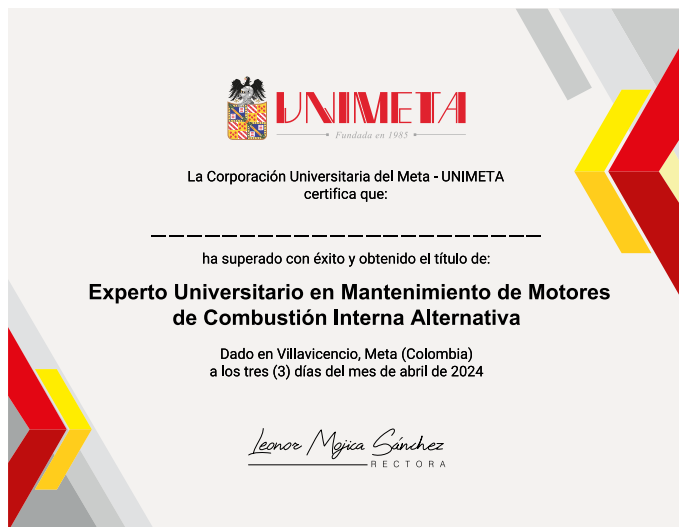 UNIMETA
Fundada en 1985
La Corporación Universitaria del Meta - UNIMETA
certifica que:
ha superado con éxito y obtenido el título de:
Experto Universitario en Mantenimiento de Motores
de Combustión Interna Alternativa
Dado en Villavicencio, Meta (Colombia)
a los tres (3) días del mes de abril de 2024
Leonor Mojica Sánchez
RECTORA